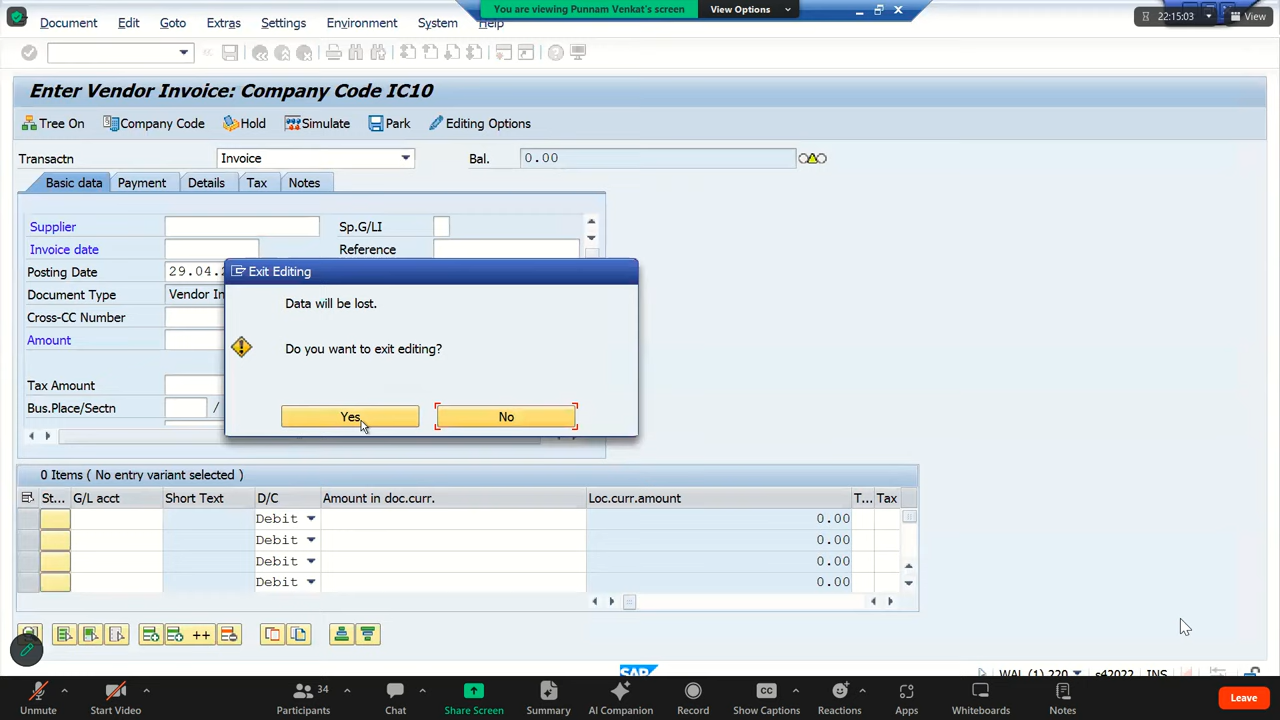 Document Edit Goto Extras Settings Environment System Help
You are viewing Punnam Venkat's screen View Options
22:15:03 View
Enter Vendor Invoice: Company Code IC10
Tree On Company Code Hold Simulate Park Editing Options
Transactn Invoice Bal. 0.00
Basic data Payment Details Tax Notes
Supplier Sp.G/LI
Invoice date Reference
Posting Date 29.04.
Document Type Vendor In
Cross-CC Number
Amount
Tax Amount
Bus.Place/Sectn /
Exit Editing
Data will be lost.
Do you want to exit editing?
Yes No
0 Items ( No entry variant selected )
St... G/L acct Short Text D/C Amount in doc.curr. Loc.curr.amount T... Tax
Debit 0.00
Debit 0.00
Debit 0.00
Debit 0.00
++
SAP WAL (1) 220 s42022 INS
34
Unmute Start Video Participants Chat Share Screen Summary AI Companion Record Show Captions Reactions Apps Whiteboards Notes Leave